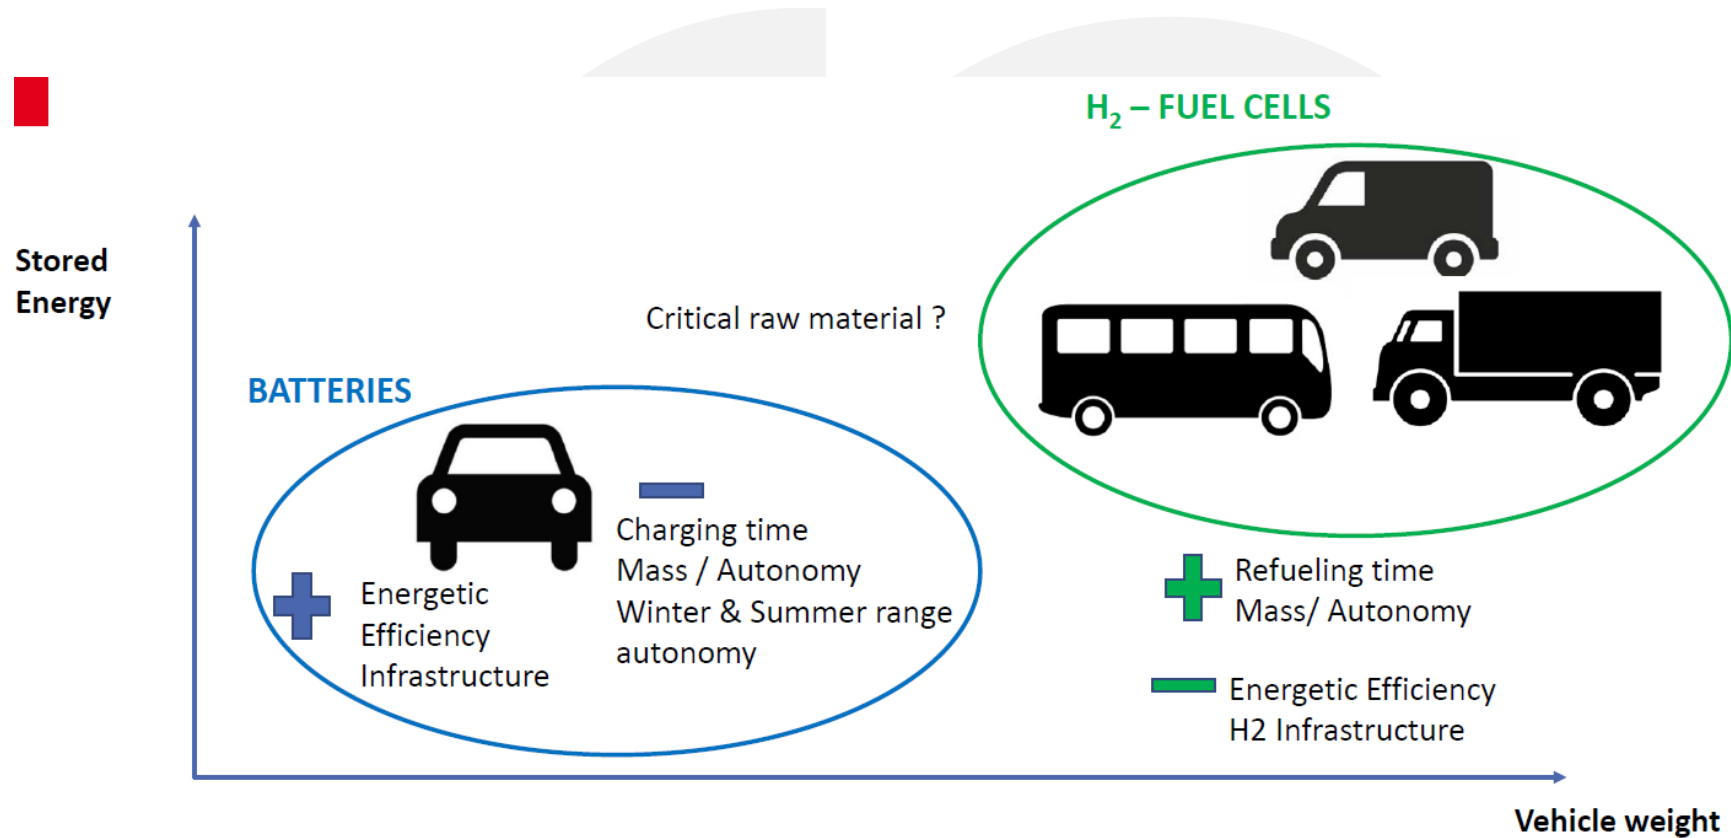 H₂ – FUEL CELLS
Stored
Energy
Critical raw material ?
BATTERIES
Charging time
Mass / Autonomy
Winter & Summer range
autonomy
Energetic
Efficiency
Infrastructure
Refueling time
Mass/ Autonomy
Energetic Efficiency
H2 Infrastructure
Vehicle weight